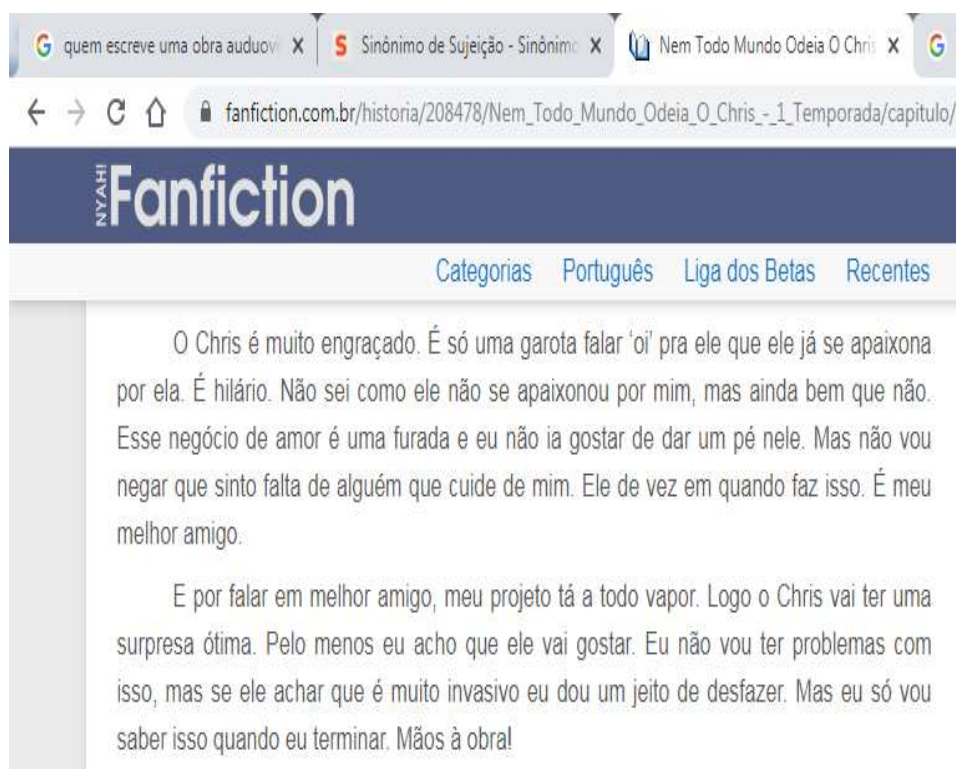 quem escreve uma obra auduovi
Sinônimo de Sujeição - Sinônimo
Nem Todo Mundo Odeia O Chris
fanfiction.com.br/historia/208478/Nem_Todo_Mundo_Odeia_O_Chris_-_1_Temporada/capitulo/
NYAH!
Fanfiction
Categorias Português Liga dos Betas Recentes
O Chris é muito engraçado. É só uma garota falar ‘oi’ pra ele que ele já se apaixona
por ela. É hilário. Não sei como ele não se apaixonou por mim, mas ainda bem que não.
Esse negócio de amor é uma furada e eu não ia gostar de dar um pé nele. Mas não vou
negar que sinto falta de alguém que cuide de mim. Ele de vez em quando faz isso. É meu
melhor amigo.
E por falar em melhor amigo, meu projeto tá a todo vapor. Logo o Chris vai ter uma
surpresa ótima. Pelo menos eu acho que ele vai gostar. Eu não vou ter problemas com
isso, mas se ele achar que é muito invasivo eu dou um jeito de desfazer. Mas eu só vou
saber isso quando eu terminar. Mãos à obra!